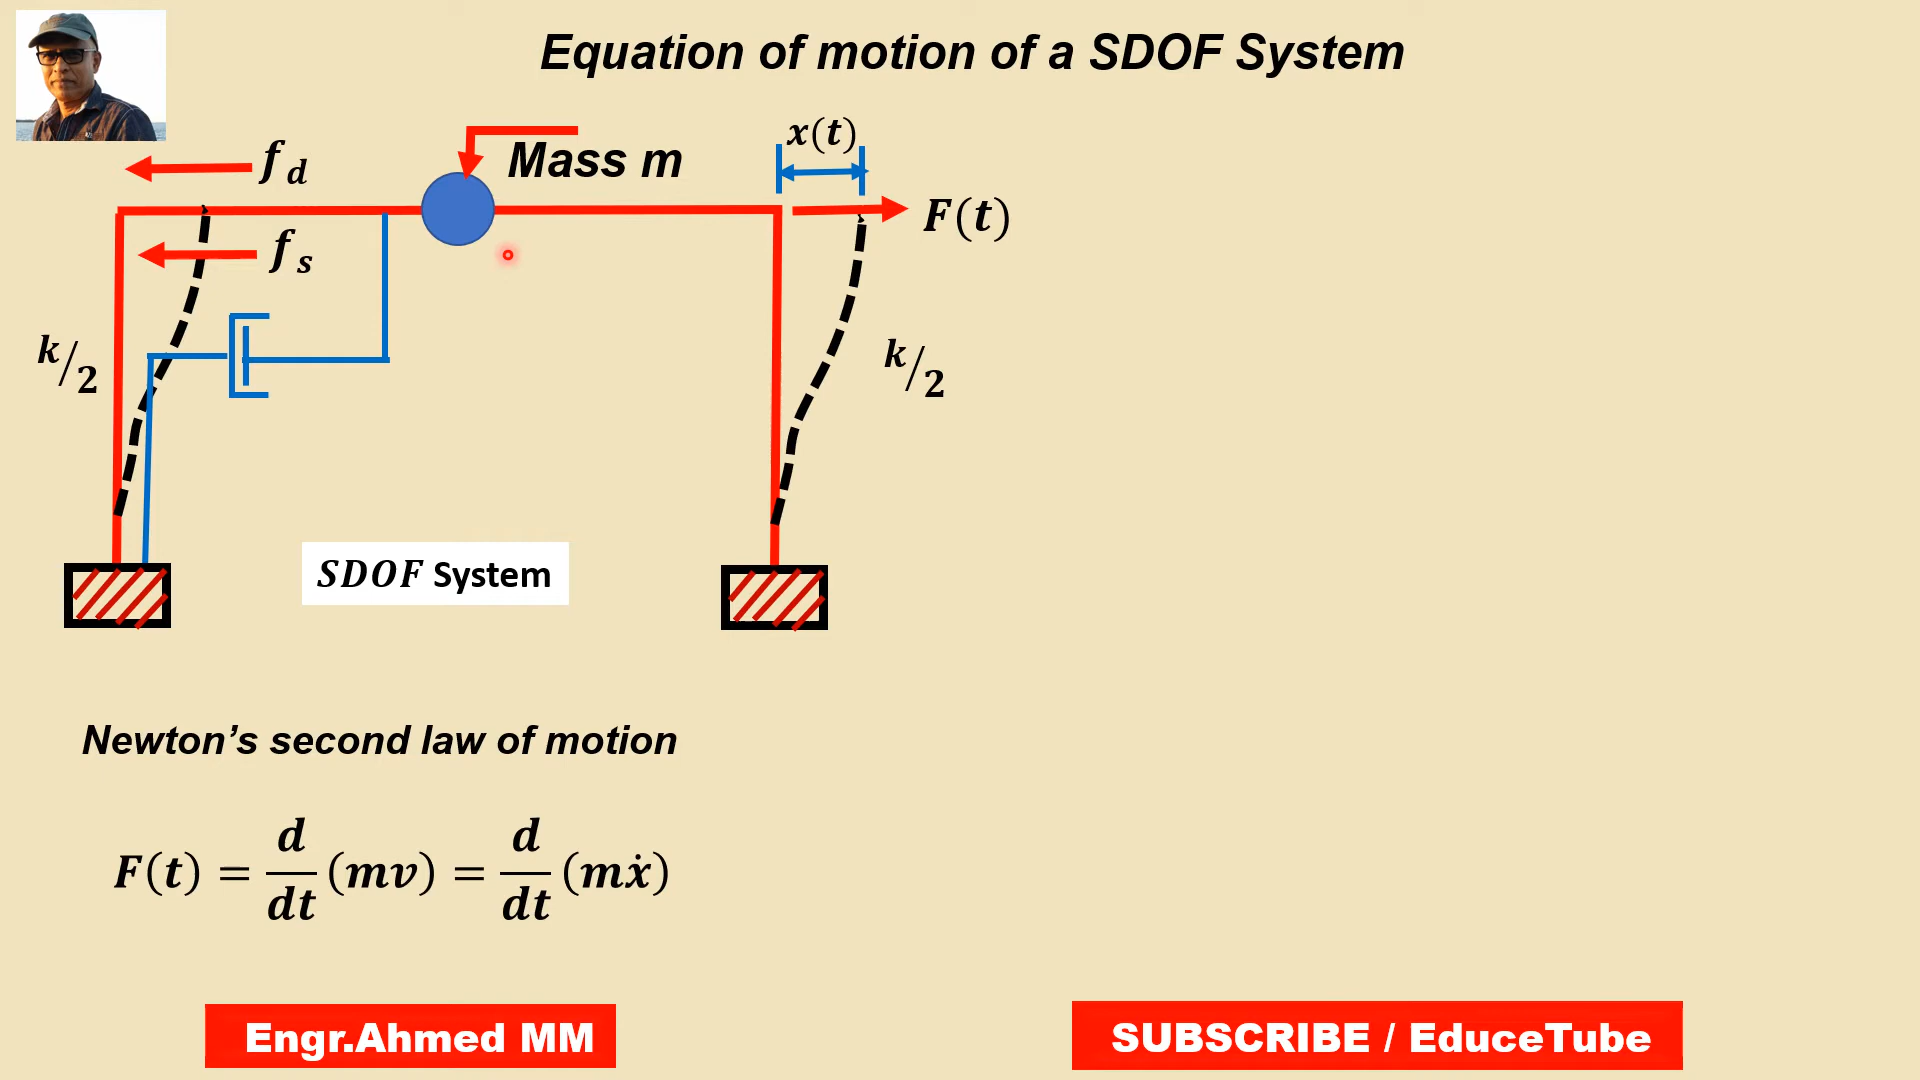 Equation of motion of a SDOF System
x(t)
f_d
Mass m
F(t)
f_s
k/2
k/2
SDOF System
Newton’s second law of motion
F(t) = d/dt (mv) = d/dt (mẋ)
Engr.Ahmed MM
SUBSCRIBE / EduceTube